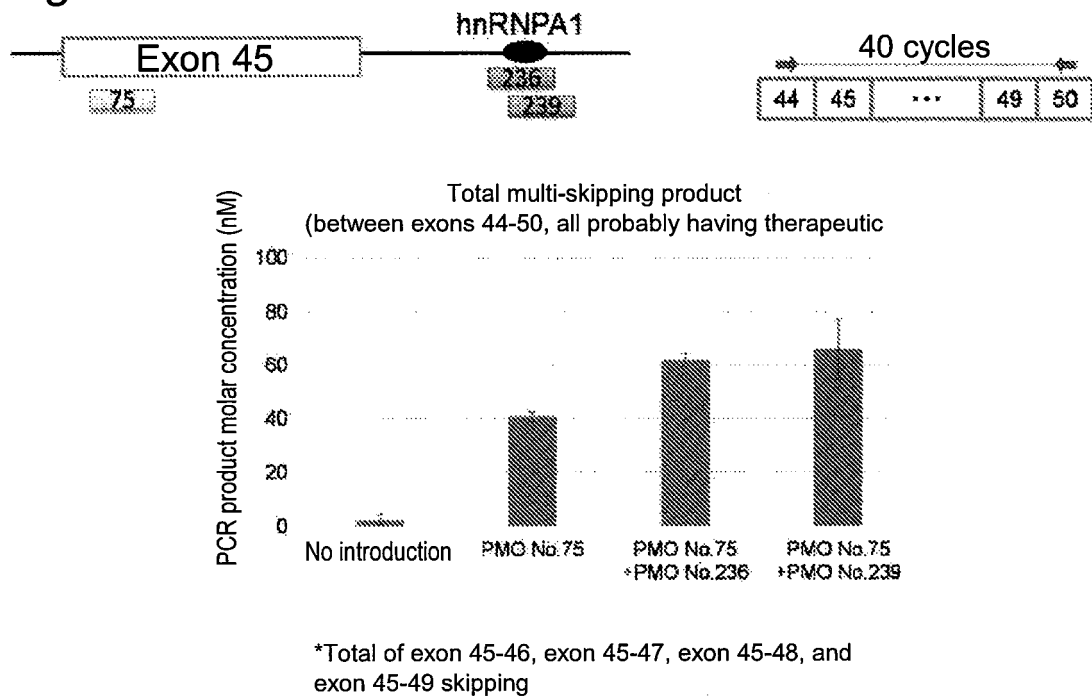 hnRNPA1
Exon 45
75
236
239
40 cycles
44 45 ... 49 50
Total multi-skipping product
(between exons 44-50, all probably having therapeutic
PCR product molar concentration (nM)
100
80
60
40
20
0
No introduction
PMO No.75
PMO No.75
+PMO No.236
PMO No.75
+PMO No.239
*Total of exon 45-46, exon 45-47, exon 45-48, and
exon 45-49 skipping